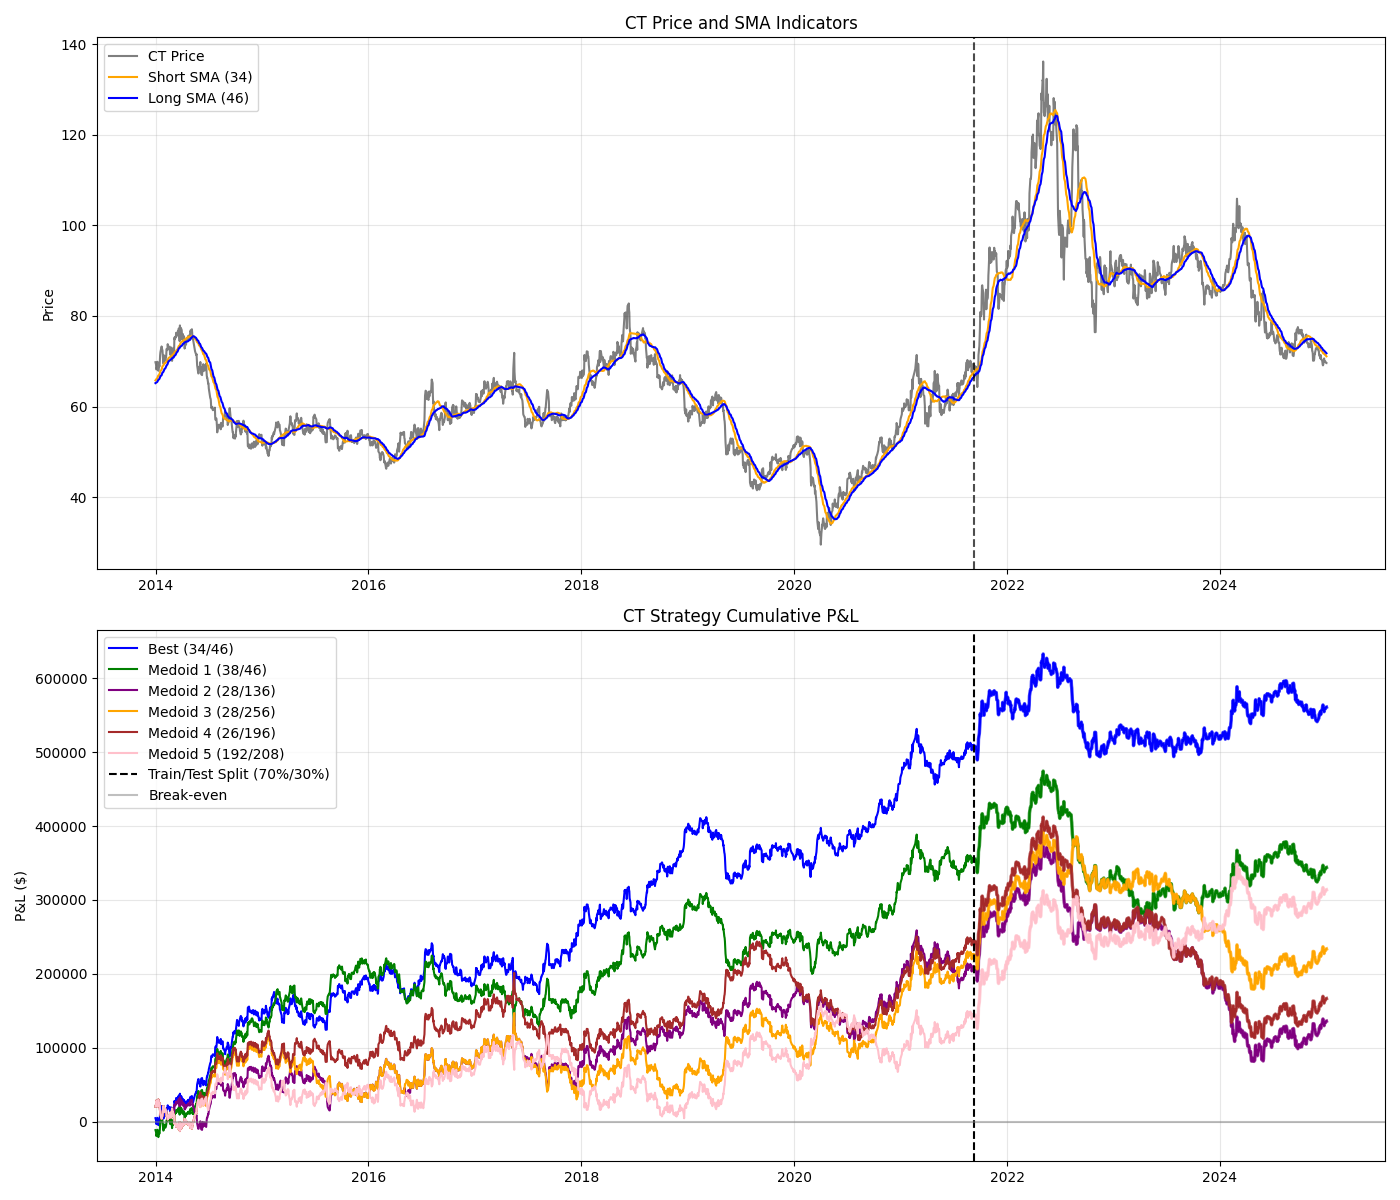 CT Price and SMA Indicators
CT Price
Short SMA (34)
Long SMA (46)
Price
140
120
100
80
60
40
2014
2016
2018
2020
2022
2024
CT Strategy Cumulative P&L
Best (34/46)
Medoid 1 (38/46)
Medoid 2 (28/136)
Medoid 3 (28/256)
Medoid 4 (26/196)
Medoid 5 (192/208)
Train/Test Split (70%/30%)
Break-even
P&L ($)
600000
500000
400000
300000
200000
100000
0
2014
2016
2018
2020
2022
2024